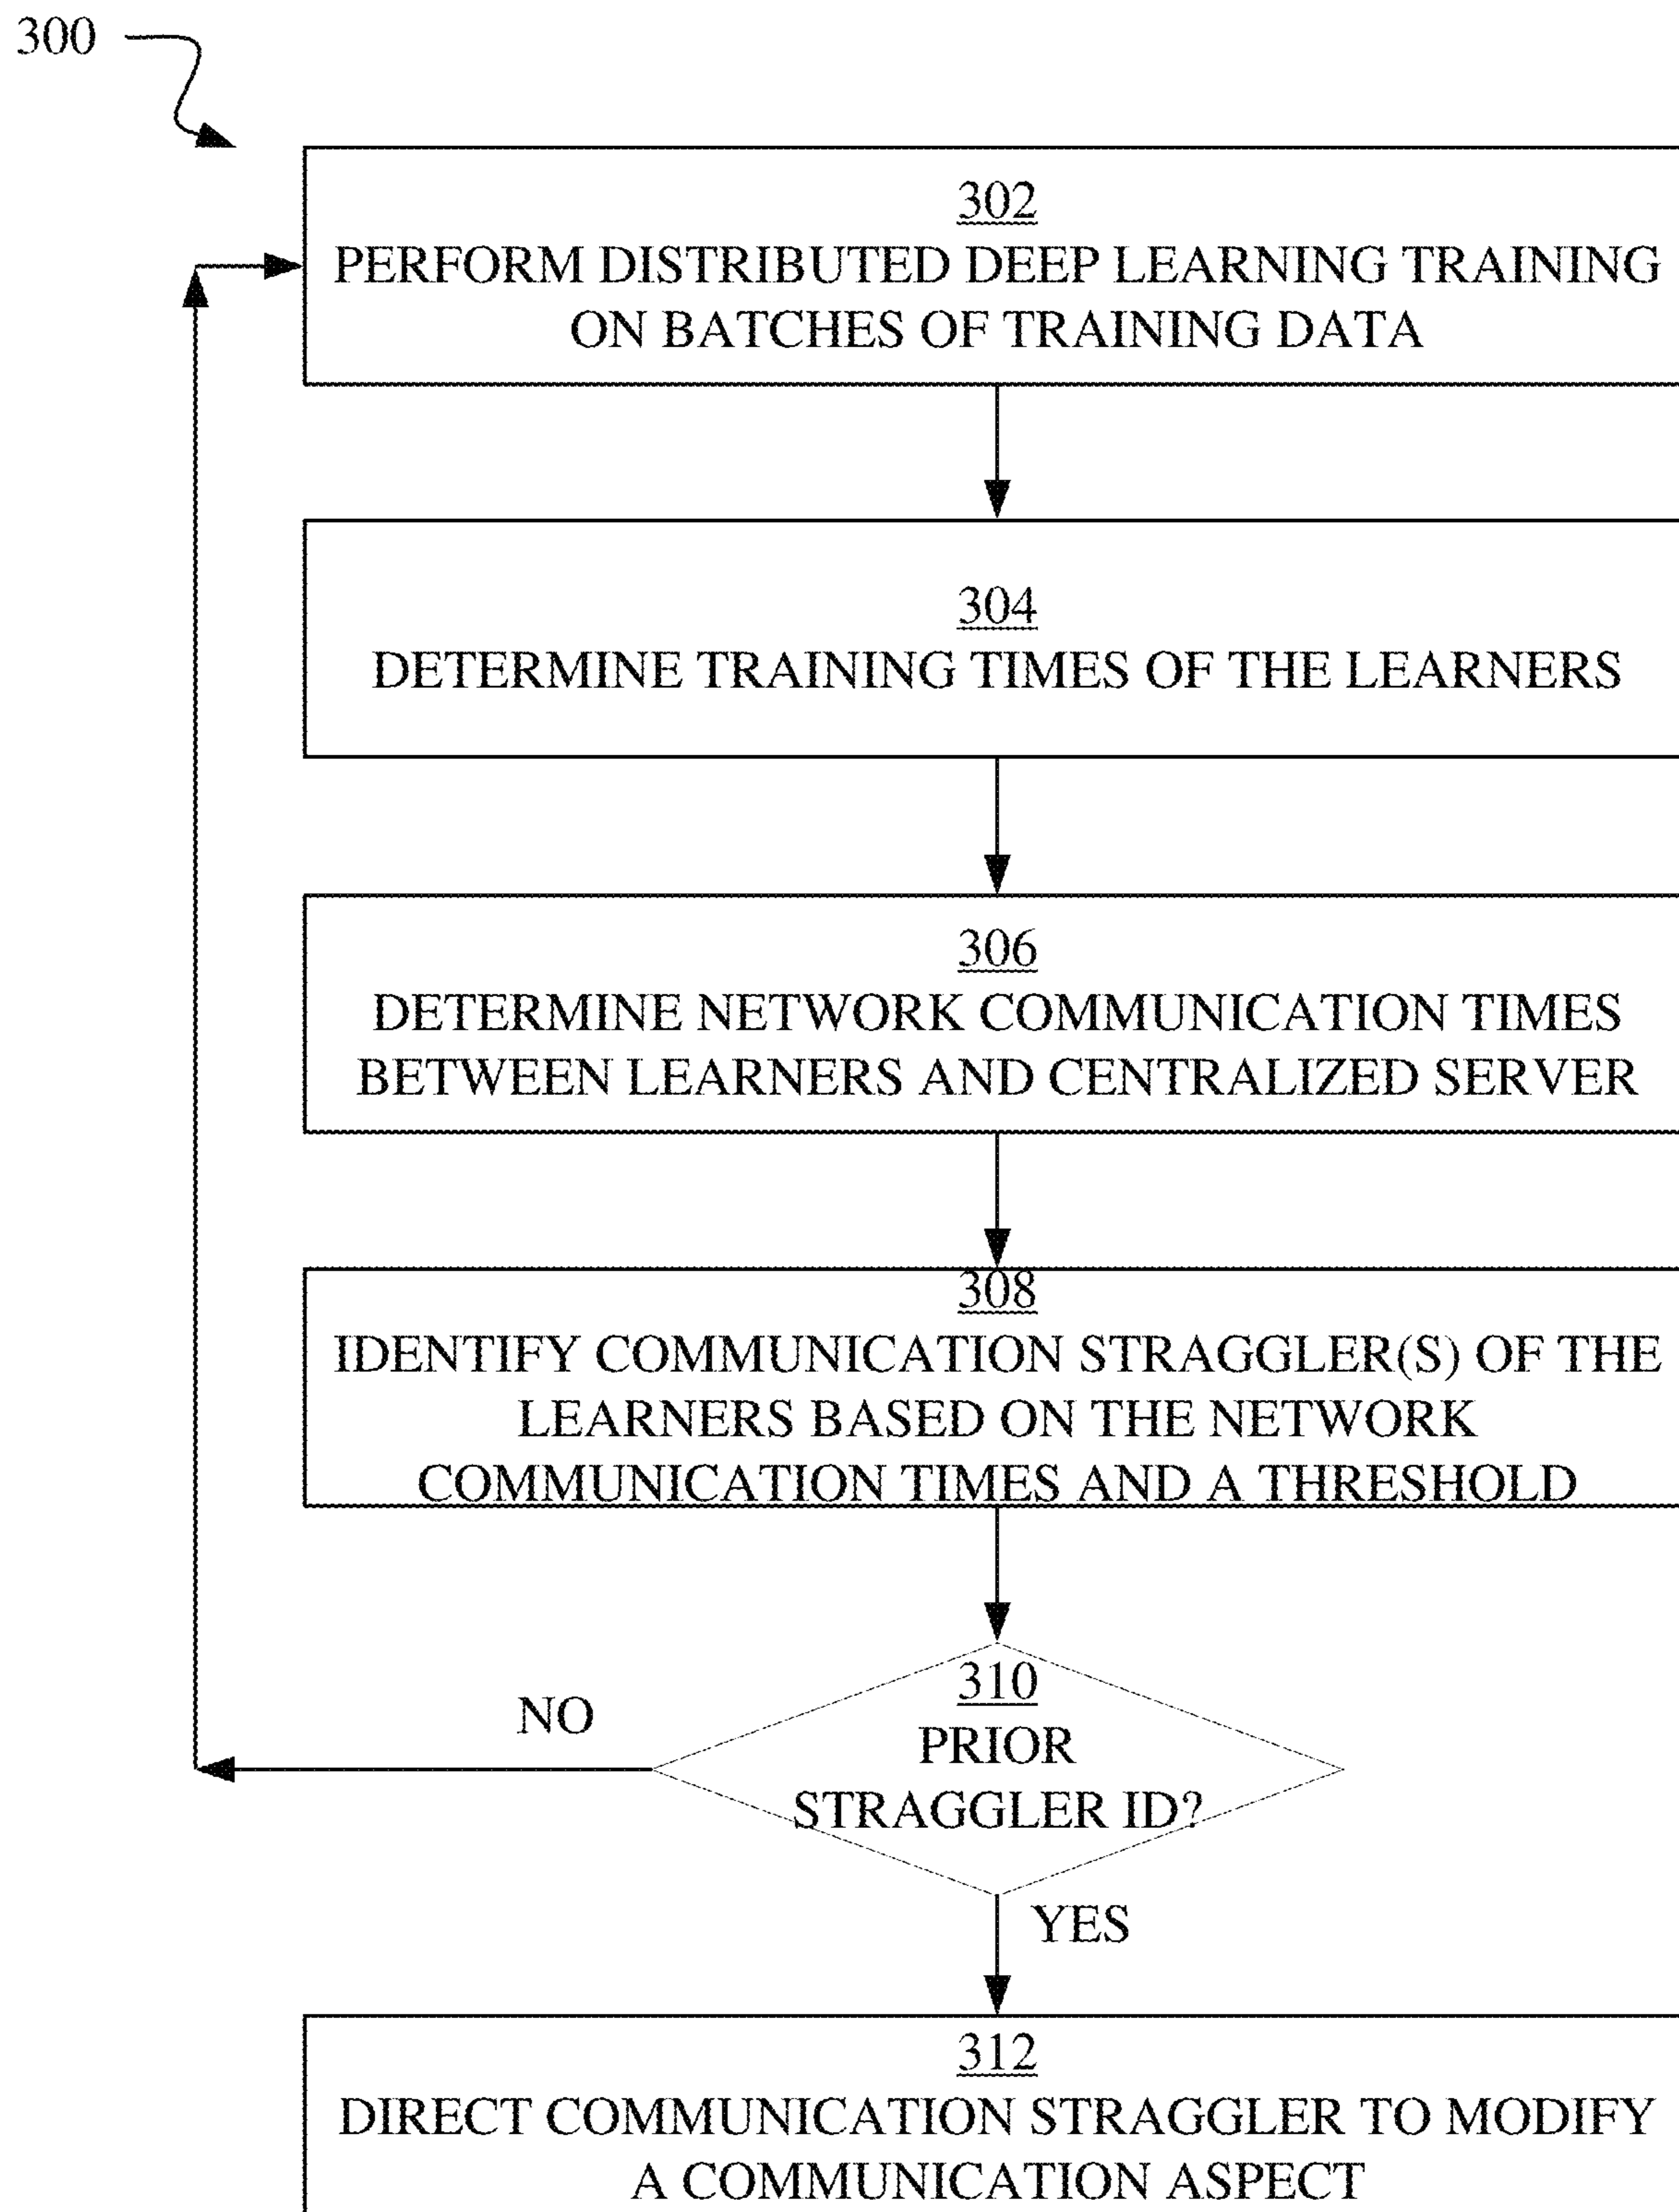 300
302
PERFORM DISTRIBUTED DEEP LEARNING TRAINING
ON BATCHES OF TRAINING DATA
304
DETERMINE TRAINING TIMES OF THE LEARNERS
306
DETERMINE NETWORK COMMUNICATION TIMES
BETWEEN LEARNERS AND CENTRALIZED SERVER
308
IDENTIFY COMMUNICATION STRAGGLER(S) OF THE
LEARNERS BASED ON THE NETWORK
COMMUNICATION TIMES AND A THRESHOLD
310
PRIOR
STRAGGLER ID?
NO
YES
312
DIRECT COMMUNICATION STRAGGLER TO MODIFY
A COMMUNICATION ASPECT